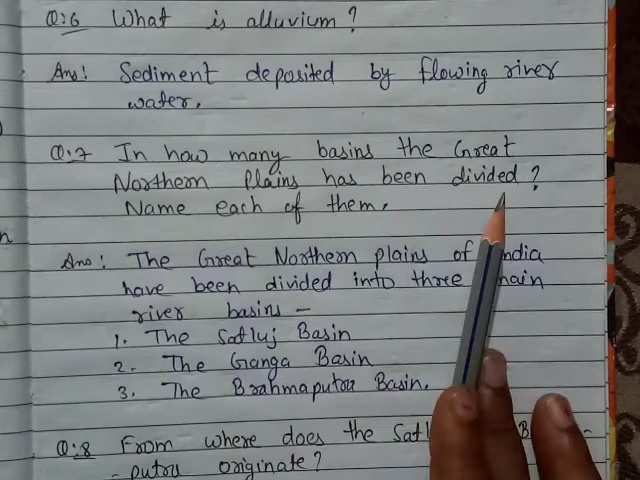 Q:6 What is alluvium?
Ans: Sediment deposited by flowing river
water.
Q:7 In how many basins the Great
Northern Plains has been divided?
Name each of them.
Ans: The Great Northern plains of India
have been divided into three main
river basins –
1. The Satluj Basin
2. The Ganga Basin
3. The Brahmaputra Basin.
Q:8 From where does the Satl B -
- putra originate?